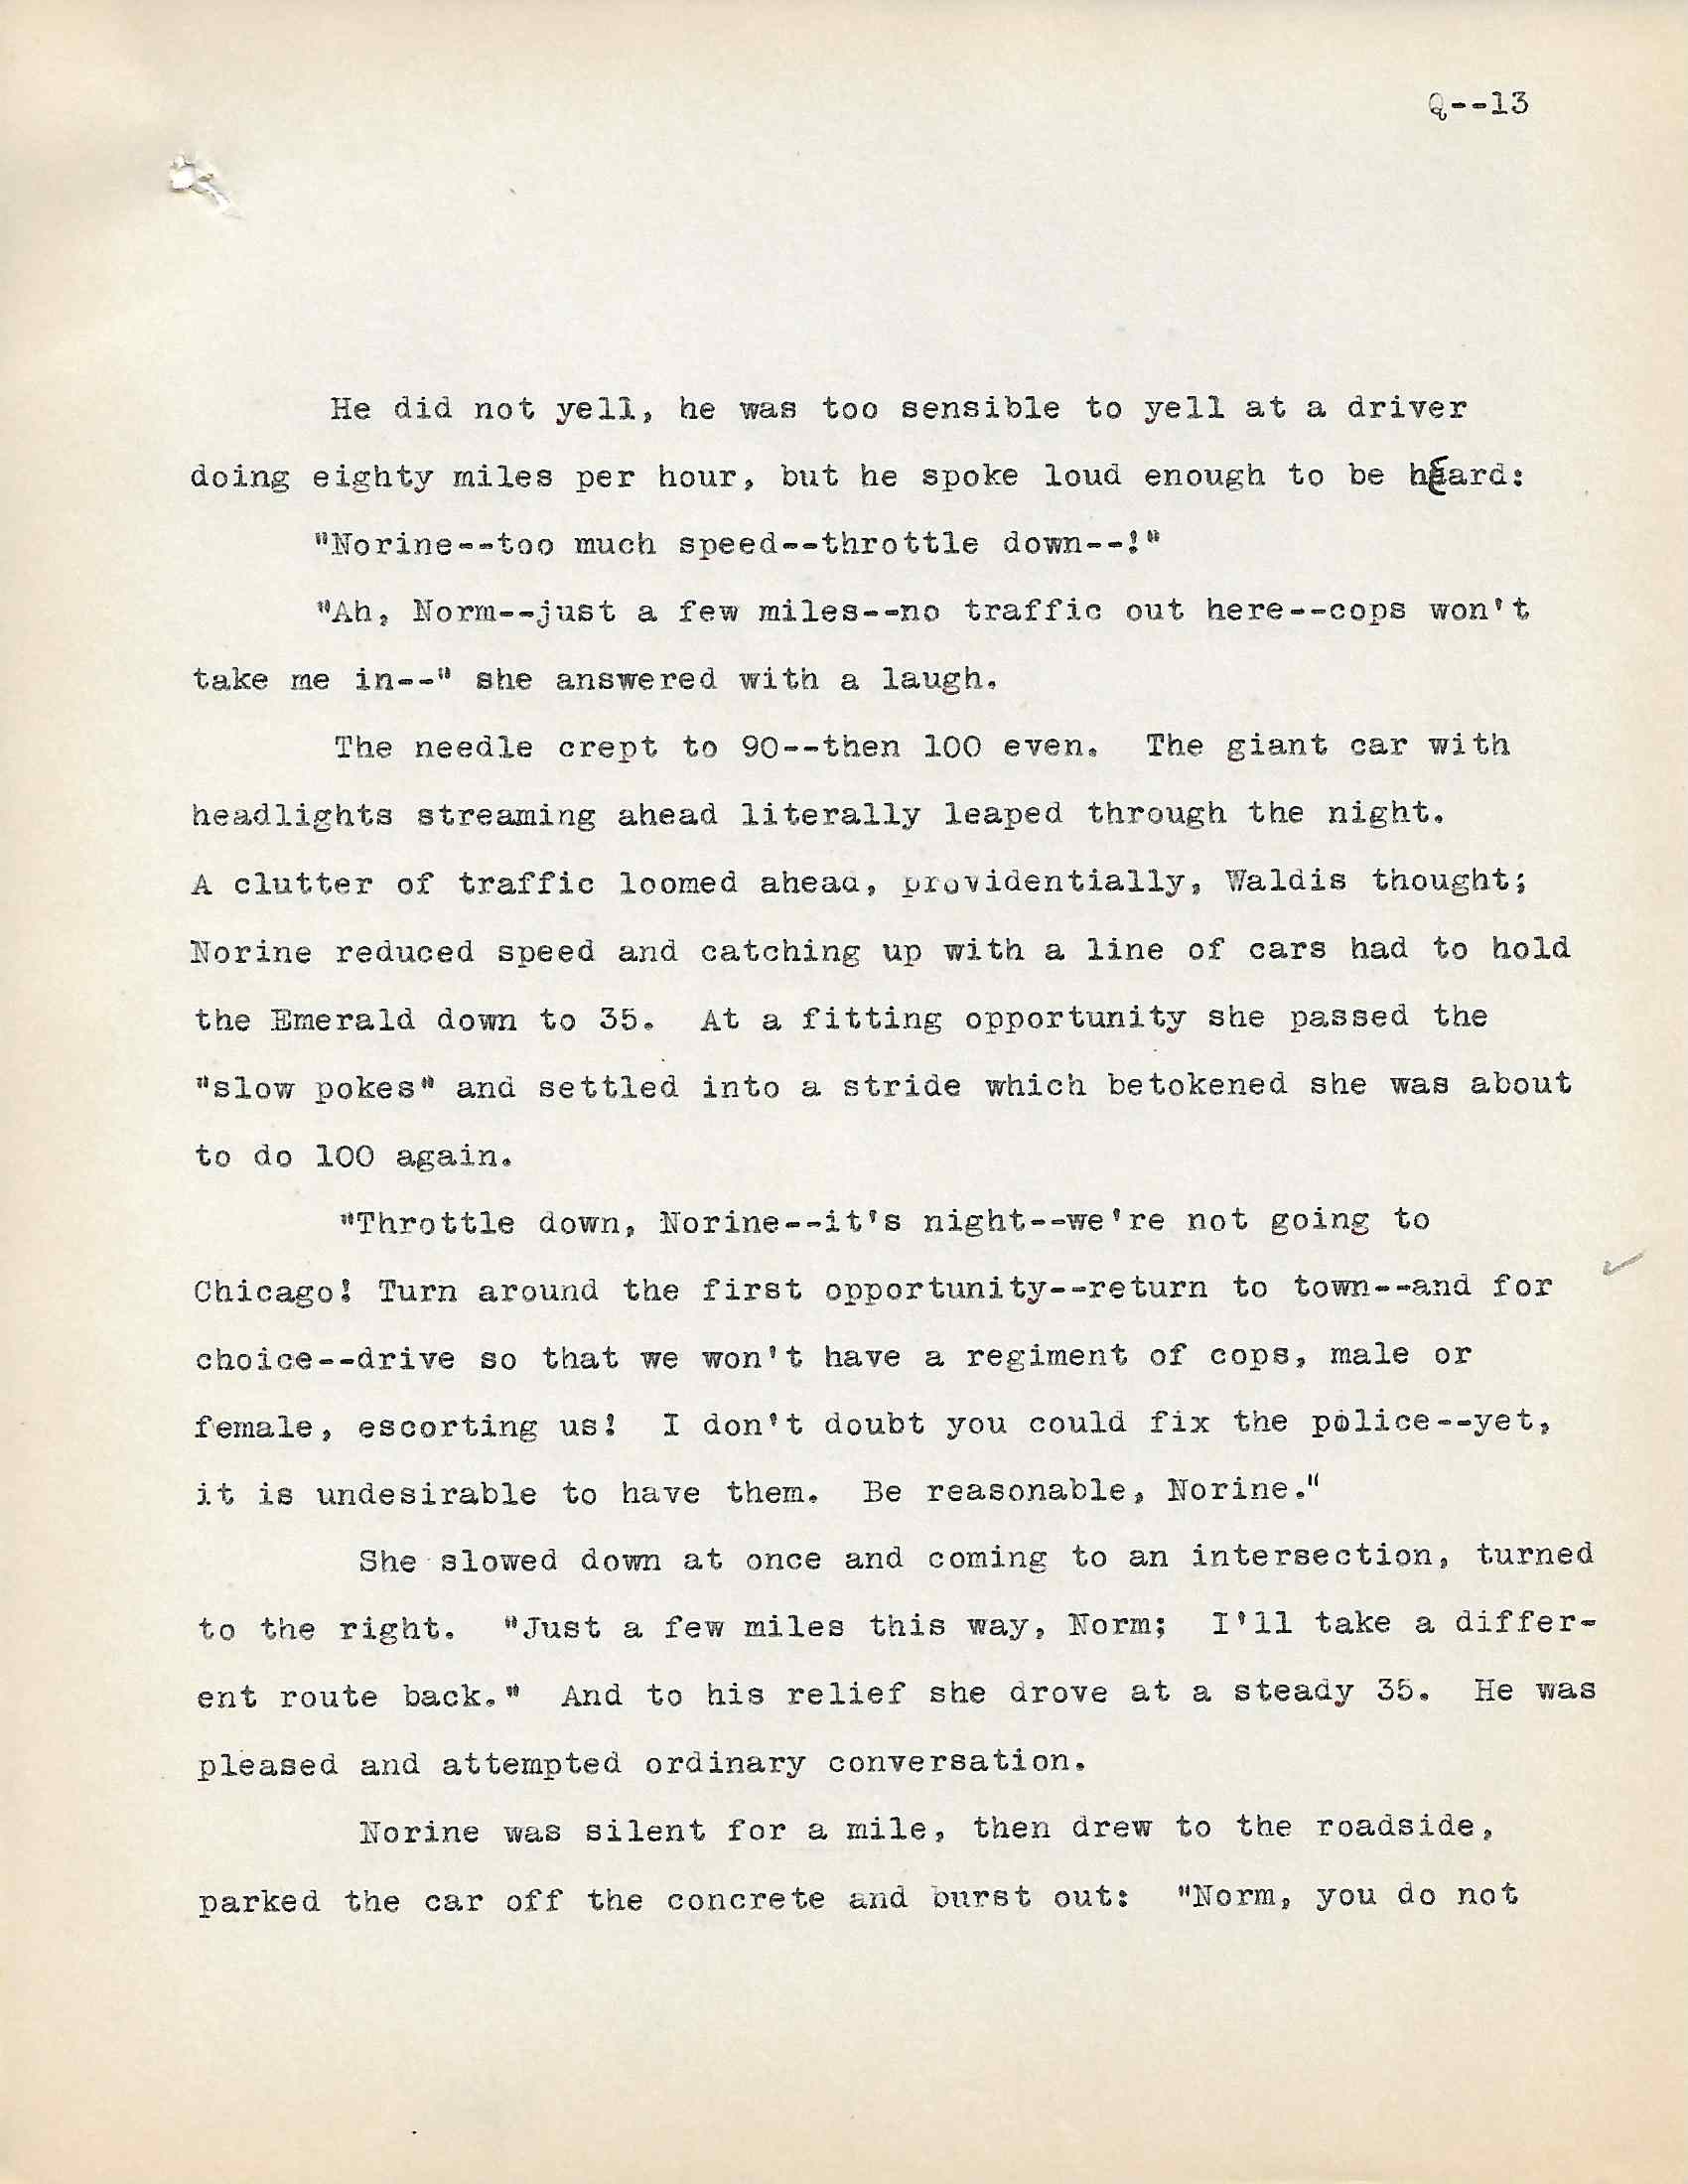 Q--13
He did not yell, he was too sensible to yell at a driver
doing eighty miles per hour, but he spoke loud enough to be heard:
"Norine--too much speed--throttle down--!"
"Ah, Norm--just a few miles--no traffic out here--cops won't
take me in--" she answered with a laugh.
The needle crept to 90--then 100 even.  The giant car with
headlights streaming ahead literally leaped through the night.
A clutter of traffic loomed ahead, providentially, Waldis thought;
Norine reduced speed and catching up with a line of cars had to hold
the Emerald down to 35.  At a fitting opportunity she passed the
"slow pokes" and settled into a stride which betokened she was about
to do 100 again.
"Throttle down, Norine--it's night--we're not going to
Chicago! Turn around the first opportunity--return to town--and for
choice--drive so that we won't have a regiment of cops, male or
female, escorting us!  I don't doubt you could fix the police--yet,
it is undesirable to have them.  Be reasonable, Norine."
She slowed down at once and coming to an intersection, turned
to the right.  "Just a few miles this way, Norm;  I'll take a differ-
ent route back."  And to his relief she drove at a steady 35.  He was
pleased and attempted ordinary conversation.
Norine was silent for a mile, then drew to the roadside,
parked the car off the concrete and burst out:  "Norm, you do not